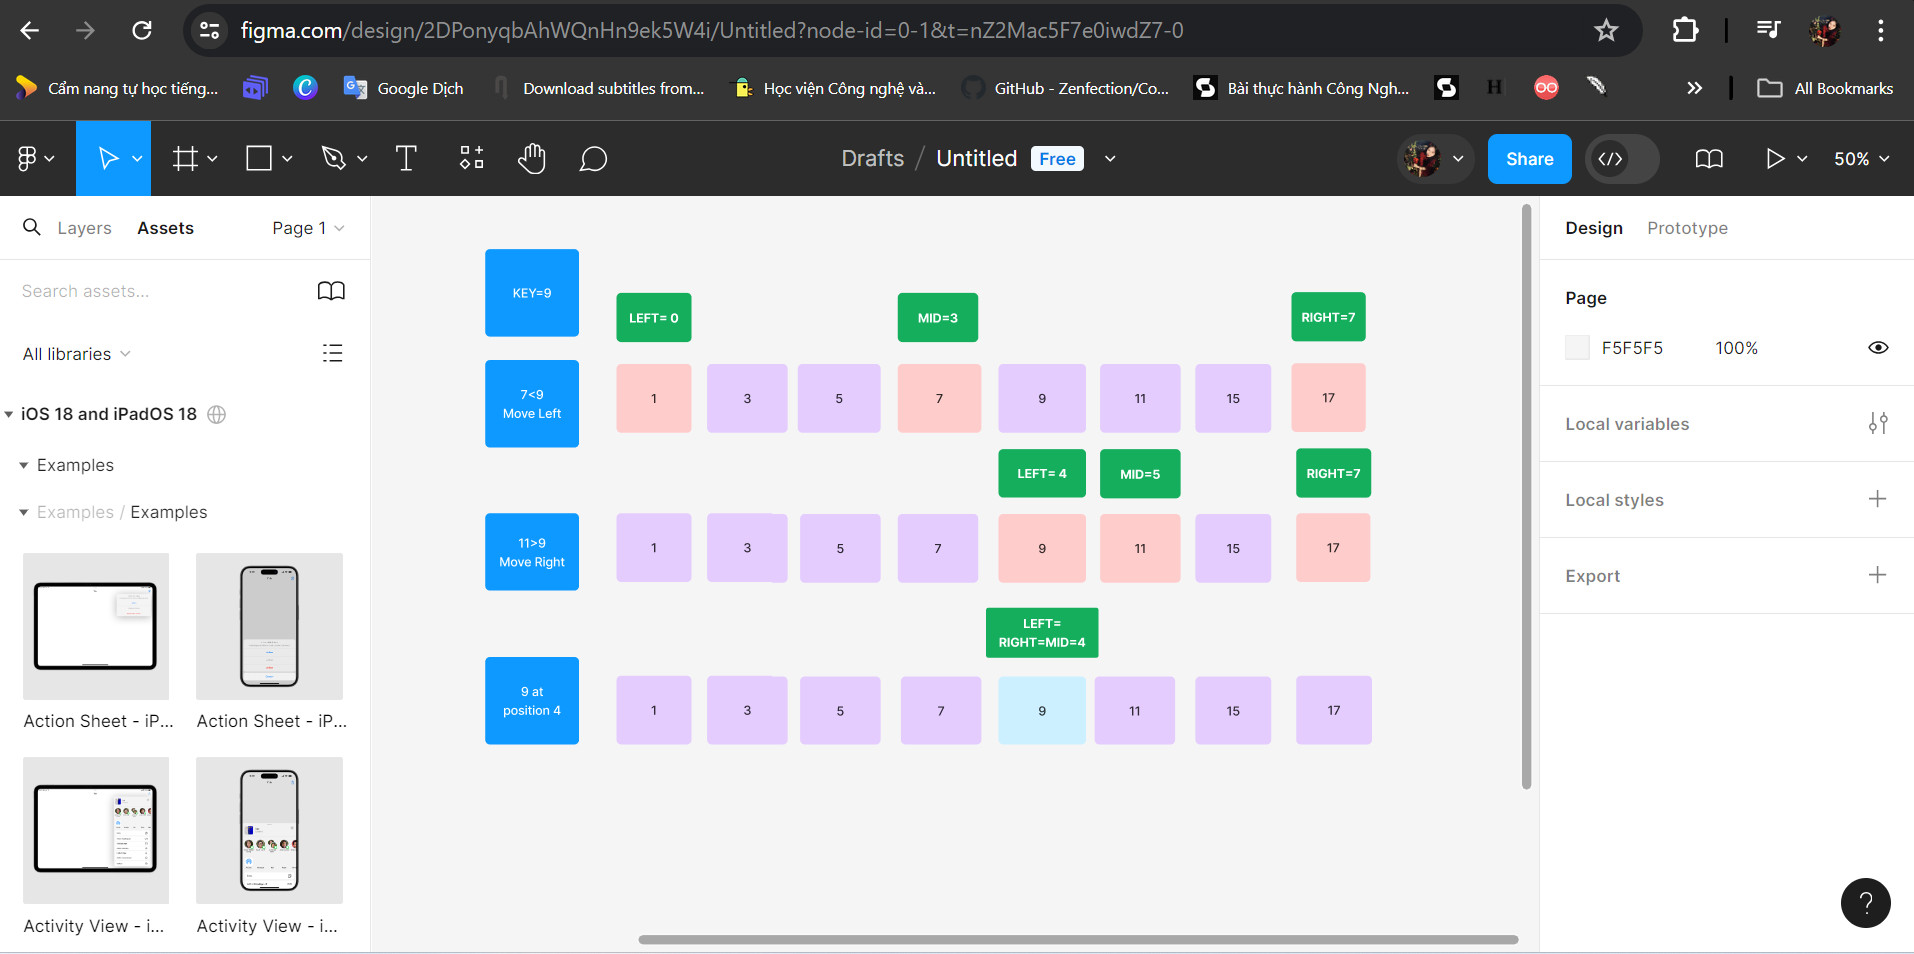 figma.com/design/2DPonyqbAhWQnHn9ek5W4i/Untitled?node-id=0-1&t=nZ2Mac5F7e0iwdZ7-0
Cẩm nang tự học tiếng... Google Dịch Download subtitles from... Học viện Công nghệ và... GitHub - Zenfection/Co... Bài thực hành Công Ngh... H All Bookmarks
Drafts / Untitled Free Share 50%
Layers Assets Page 1
Search assets...
All libraries
iOS 18 and iPadOS 18
Examples
Examples / Examples
Action Sheet - iP... Action Sheet - iP...
Activity View - i... Activity View - i...
KEY=9
LEFT= 0 MID=3 RIGHT=7
7<9
Move Left
1 3 5 7 9 11 15 17
LEFT= 4 MID=5 RIGHT=7
11>9
Move Right
1 3 5 7 9 11 15 17
LEFT=
RIGHT=MID=4
9 at
position 4
1 3 5 7 9 11 15 17
Design Prototype
Page
F5F5F5 100%
Local variables
Local styles
Export
?